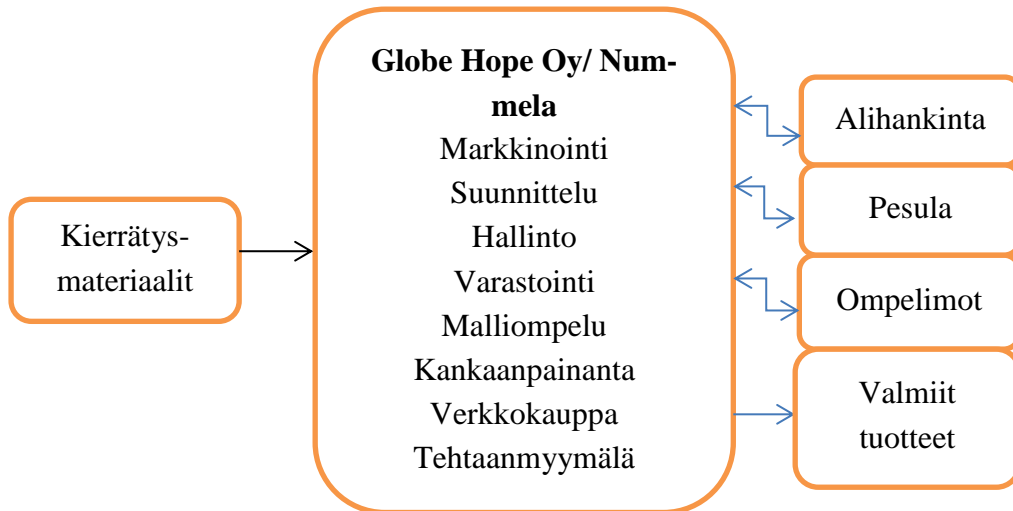 Kierrätys-
materiaalit
Globe Hope Oy/ Num-
mela
Markkinointi
Suunnittelu
Hallinto
Varastointi
Malliompelu
Kankaanpainanta
Verkkokauppa
Tehtaanmyymälä
Alihankinta
Pesula
Ompelimot
Valmiit
tuotteet